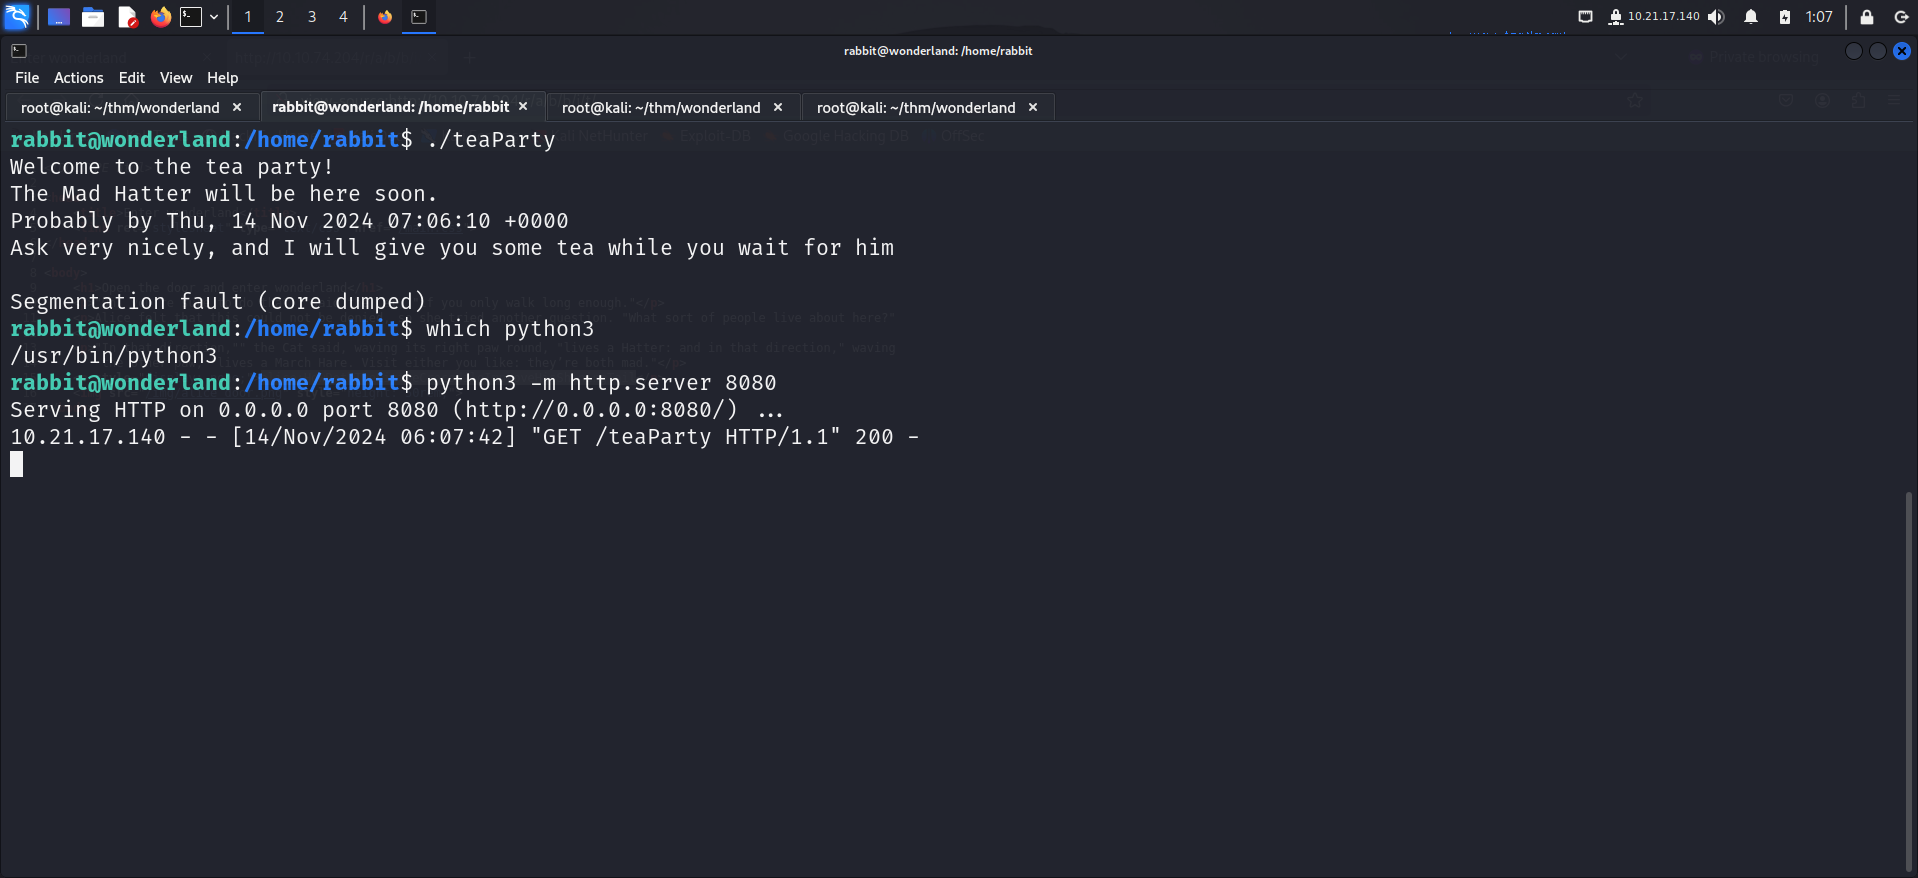 1 2 3 4
10.21.17.140 1:07
rabbit@wonderland: /home/rabbit
File Actions Edit View Help
root@kali: ~/thm/wonderland × rabbit@wonderland: /home/rabbit × root@kali: ~/thm/wonderland × root@kali: ~/thm/wonderland ×
rabbit@wonderland:/home/rabbit$ ./teaParty
Welcome to the tea party!
The Mad Hatter will be here soon.
Probably by Thu, 14 Nov 2024 07:06:10 +0000
Ask very nicely, and I will give you some tea while you wait for him
Segmentation fault (core dumped)
rabbit@wonderland:/home/rabbit$ which python3
/usr/bin/python3
rabbit@wonderland:/home/rabbit$ python3 -m http.server 8080
Serving HTTP on 0.0.0.0 port 8080 (http://0.0.0.0:8080/) ...
10.21.17.140 - - [14/Nov/2024 06:07:42] "GET /teaParty HTTP/1.1" 200 -